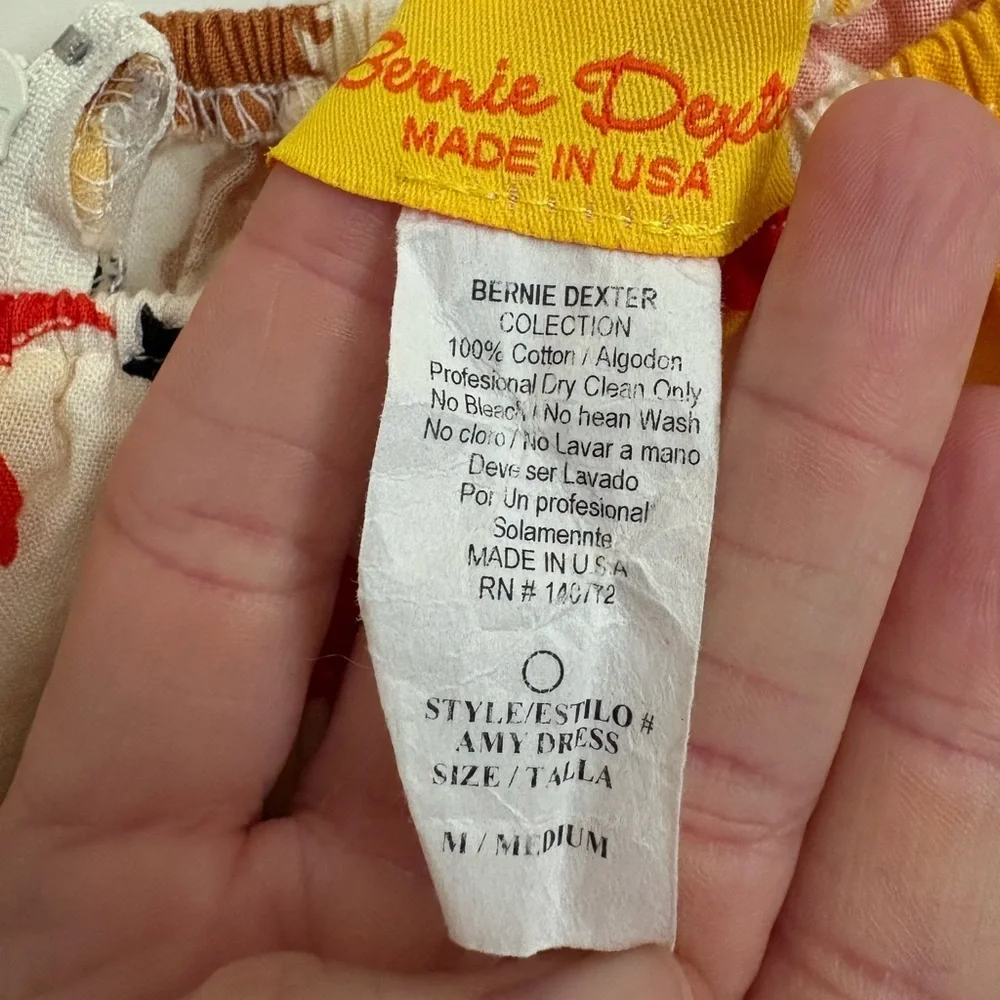 Bernie Dexter
MADE IN USA
BERNIE DEXTER
COLECTION
100% Cotton / Algodon
Profesional Dry Clean Only
No Bleach / No hean Wash
No cloro / No Lavar a mano
Deve ser Lavado
Por Un profesional
Solamennte
MADE IN U.S.A
RN #
STYLE/ESTILO #
AMY DRESS
SIZE / TALLA
M / MEDIUM